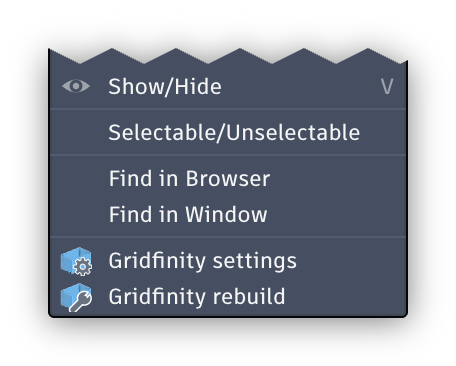 Show/Hide V
Selectable/Unselectable
Find in Browser
Find in Window
Gridfinity settings
Gridfinity rebuild